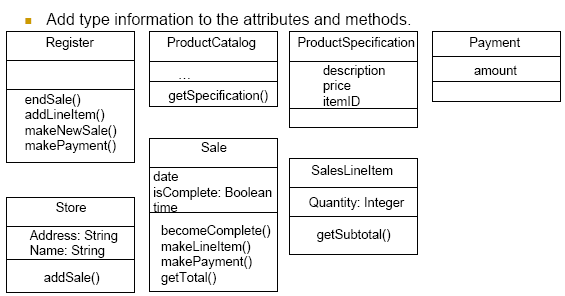 Add type information to the attributes and methods.
Register
endSale()
addLineItem()
makeNewSale()
makePayment()
ProductCatalog
...
getSpecification()
ProductSpecification
description
price
itemID
Payment
amount
Sale
date
isComplete: Boolean
time
becomeComplete()
makeLineItem()
makePayment()
getTotal()
SalesLineItem
Quantity: Integer
getSubtotal()
Store
Address: String
Name: String
addSale()